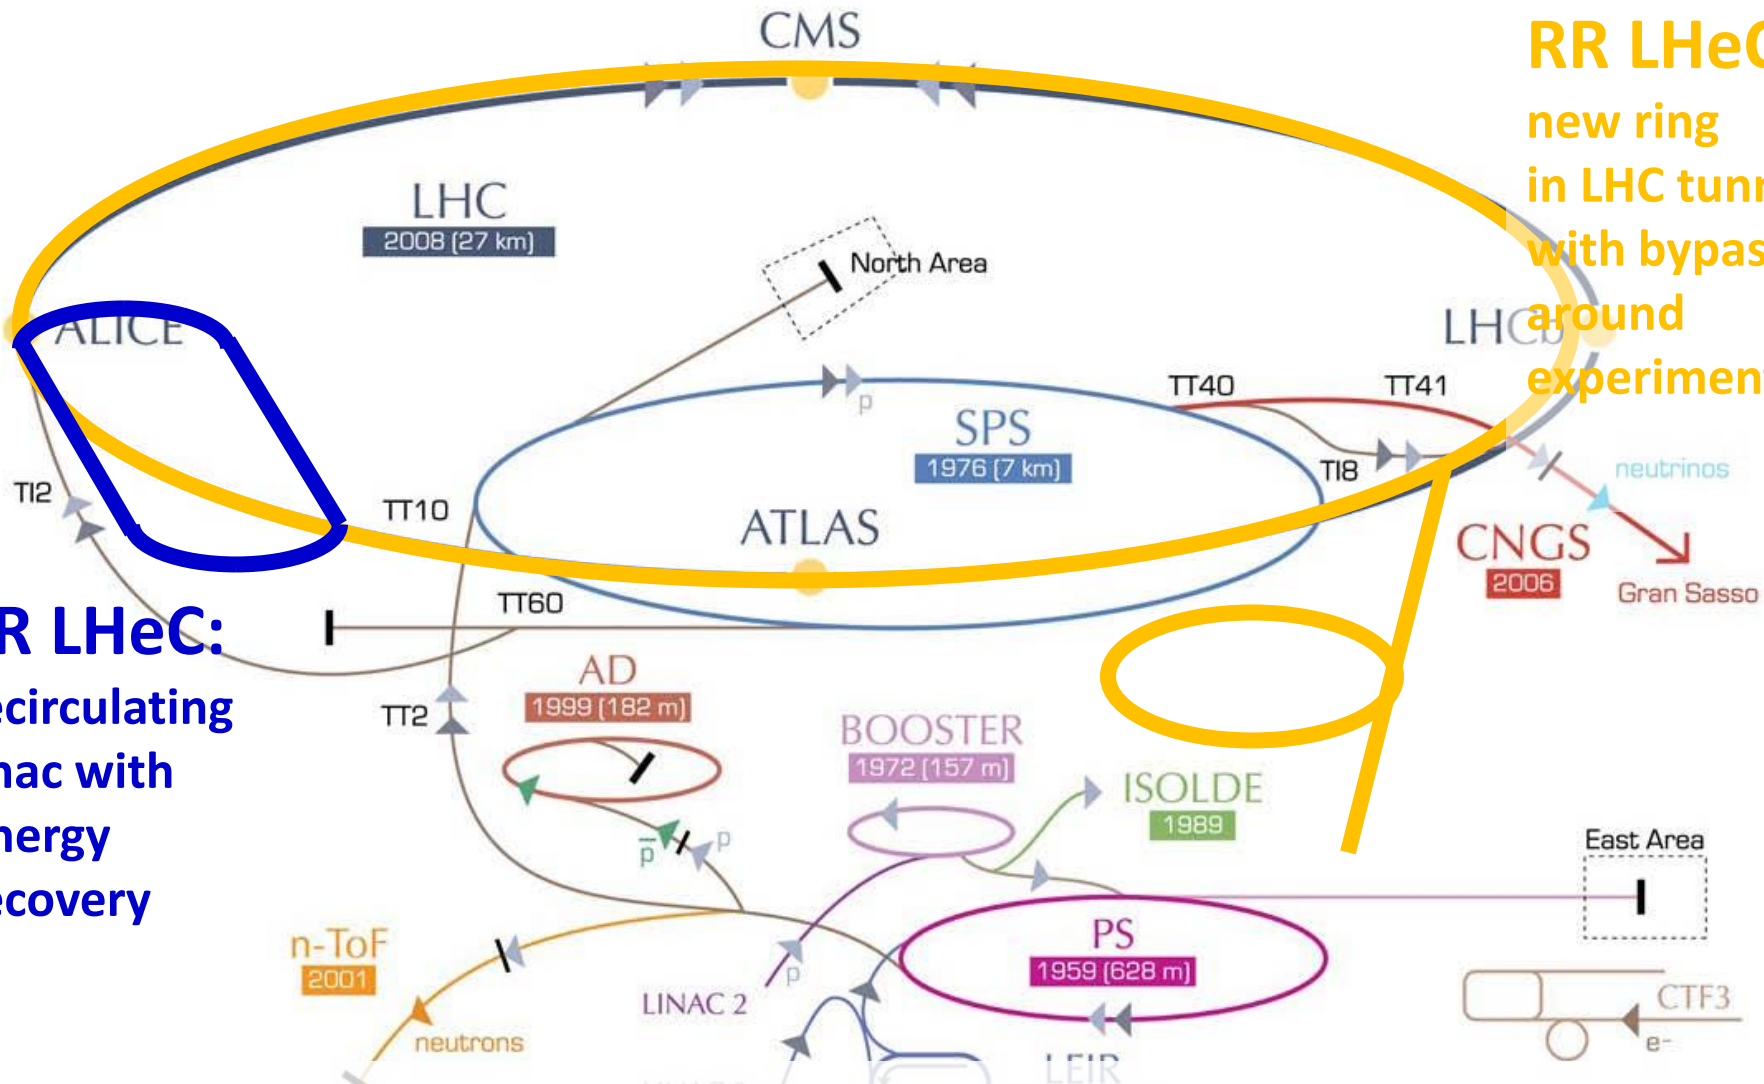 CMS
RR LHeC
new ring
in LHC tunn
with bypas
around
experiment
LHC
2008 (27 km)
North Area
ALICE
LHCb
TT40
TT41
p
SPS
1976 (7 km)
TI8
neutrinos
TI2
TT10
ATLAS
CNGS
2006
Gran Sasso
TT60
R LHeC:
ecirculating
nac with
nergy
ecovery
AD
1999 (182 m)
TT2
BOOSTER
1972 (157 m)
ISOLDE
1989
p
p
East Area
n-ToF
2001
PS
1959 (628 m)
p
LINAC 2
CTF3
e-
neutrons
LEIR